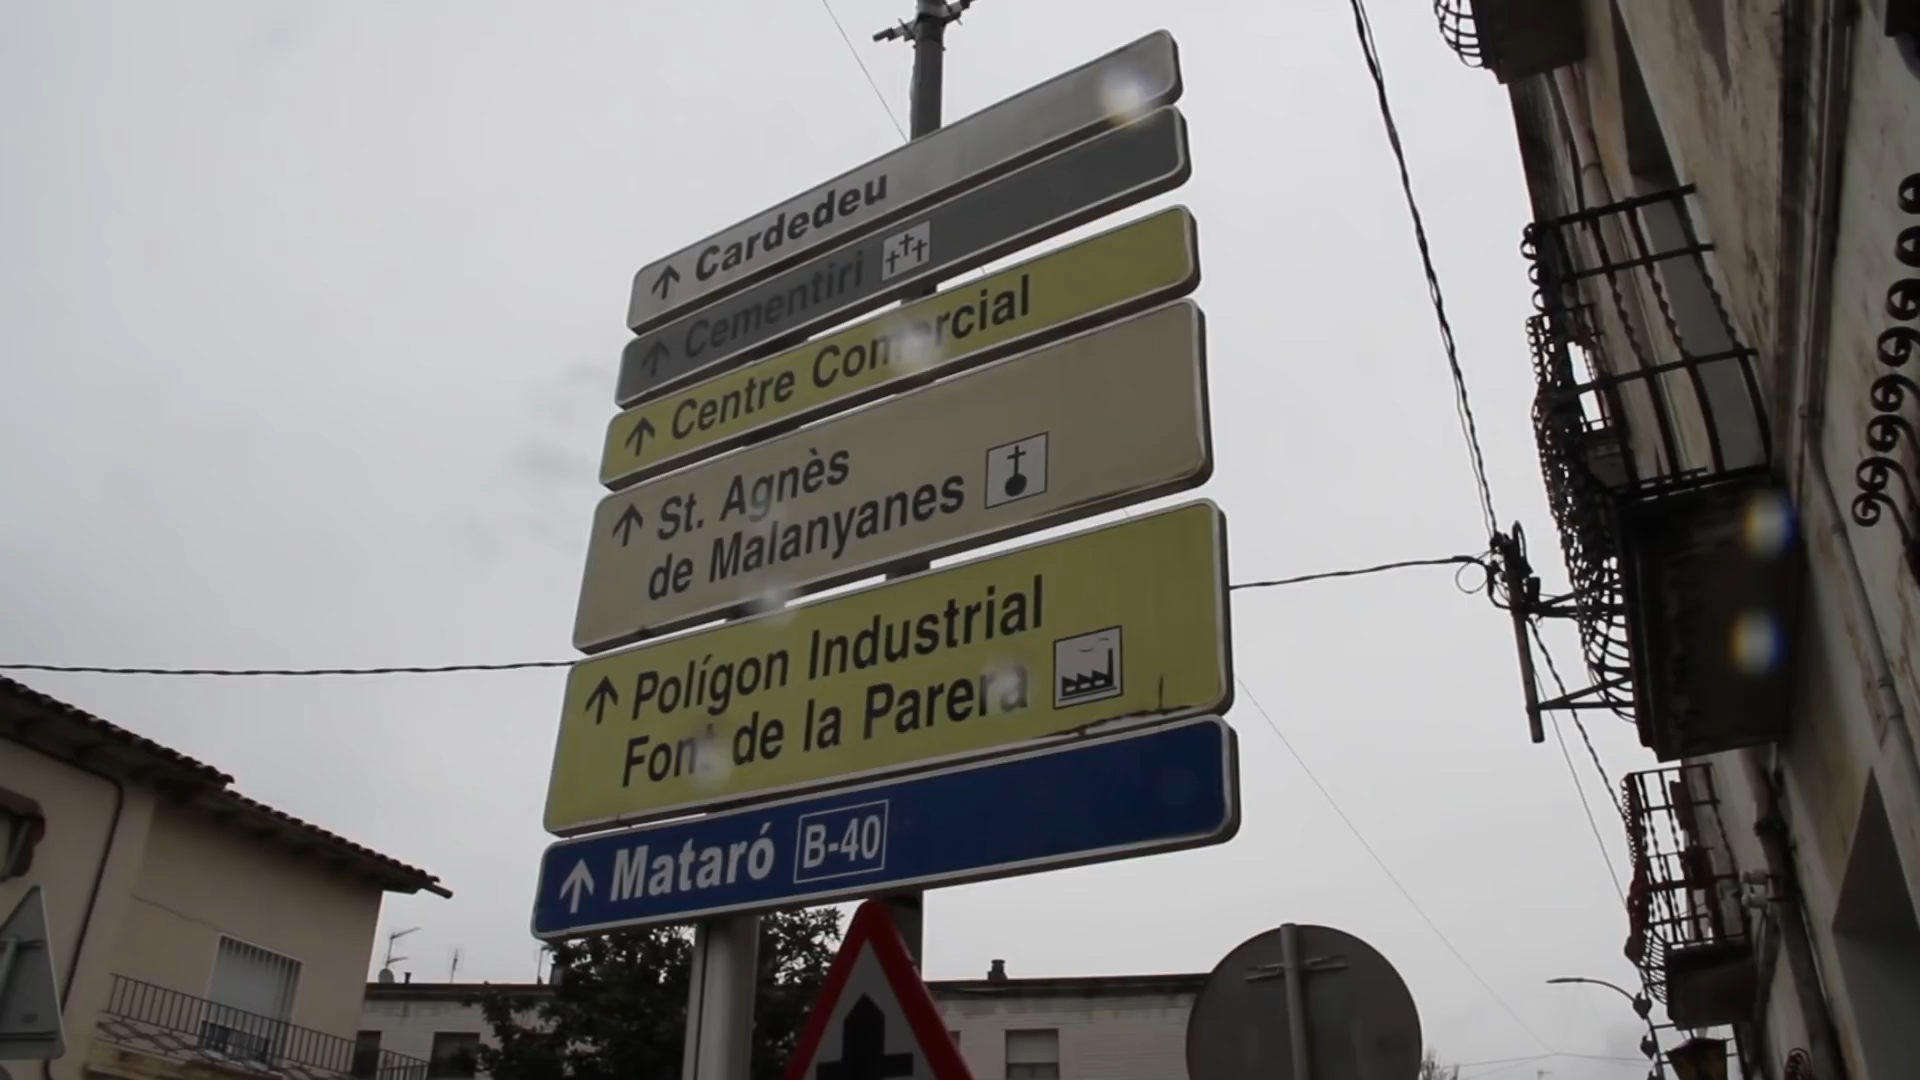 Cardedeu
Cementiri
Centre Comercial
St. Agnès
de Malanyanes
Polígon Industrial
Font de la Parera
Mataró B-40